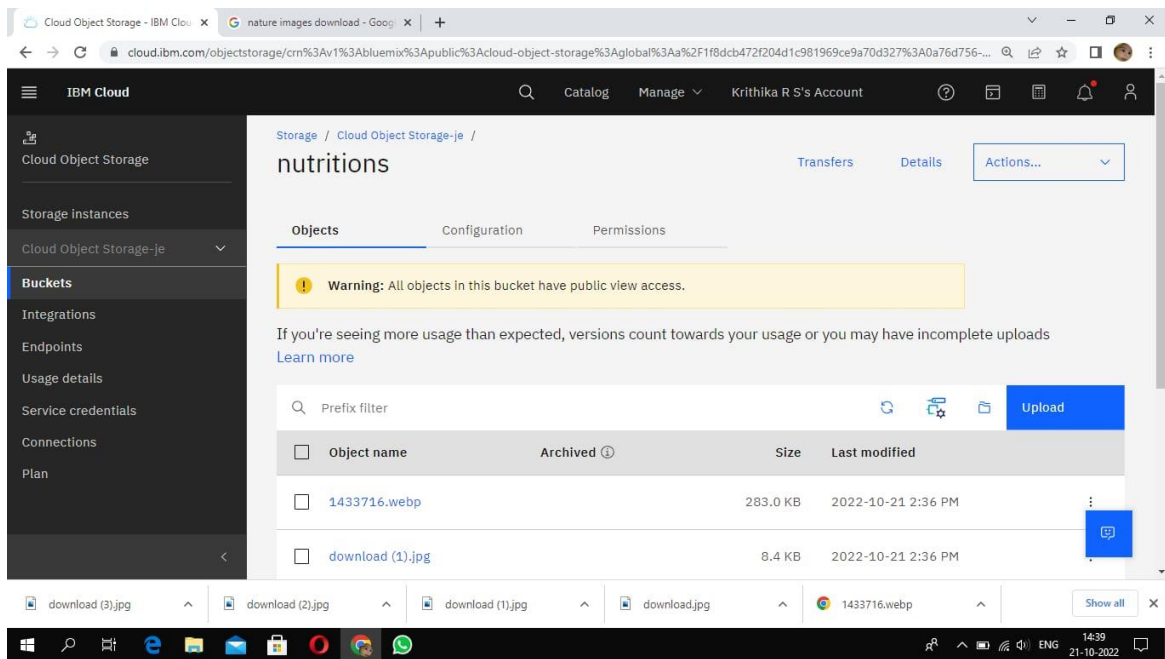 Cloud Object Storage - IBM Clou
nature images download - Goog
cloud.ibm.com/objectstorage/crn%3Av1%3Abluemix%3Apublic%3Acloud-object-storage%3Aglobal%3Aa%2F1f8dcb472f204d1c981969ce9a70d327%3A0a76d756-...
IBM Cloud
Catalog Manage Krithika R S's Account
Cloud Object Storage
Storage instances
Cloud Object Storage-je
Buckets
Integrations
Endpoints
Usage details
Service credentials
Connections
Plan
Storage / Cloud Object Storage-je /
nutritions
Transfers Details Actions...
Objects Configuration Permissions
Warning: All objects in this bucket have public view access.
If you're seeing more usage than expected, versions count towards your usage or you may have incomplete uploads
Learn more
Prefix filter
Upload
Object name Archived Size Last modified
1433716.webp 283.0 KB 2022-10-21 2:36 PM
download (1).jpg 8.4 KB 2022-10-21 2:36 PM
download (3).jpg download (2).jpg download (1).jpg download.jpg 1433716.webp Show all
ENG 14:39
21-10-2022